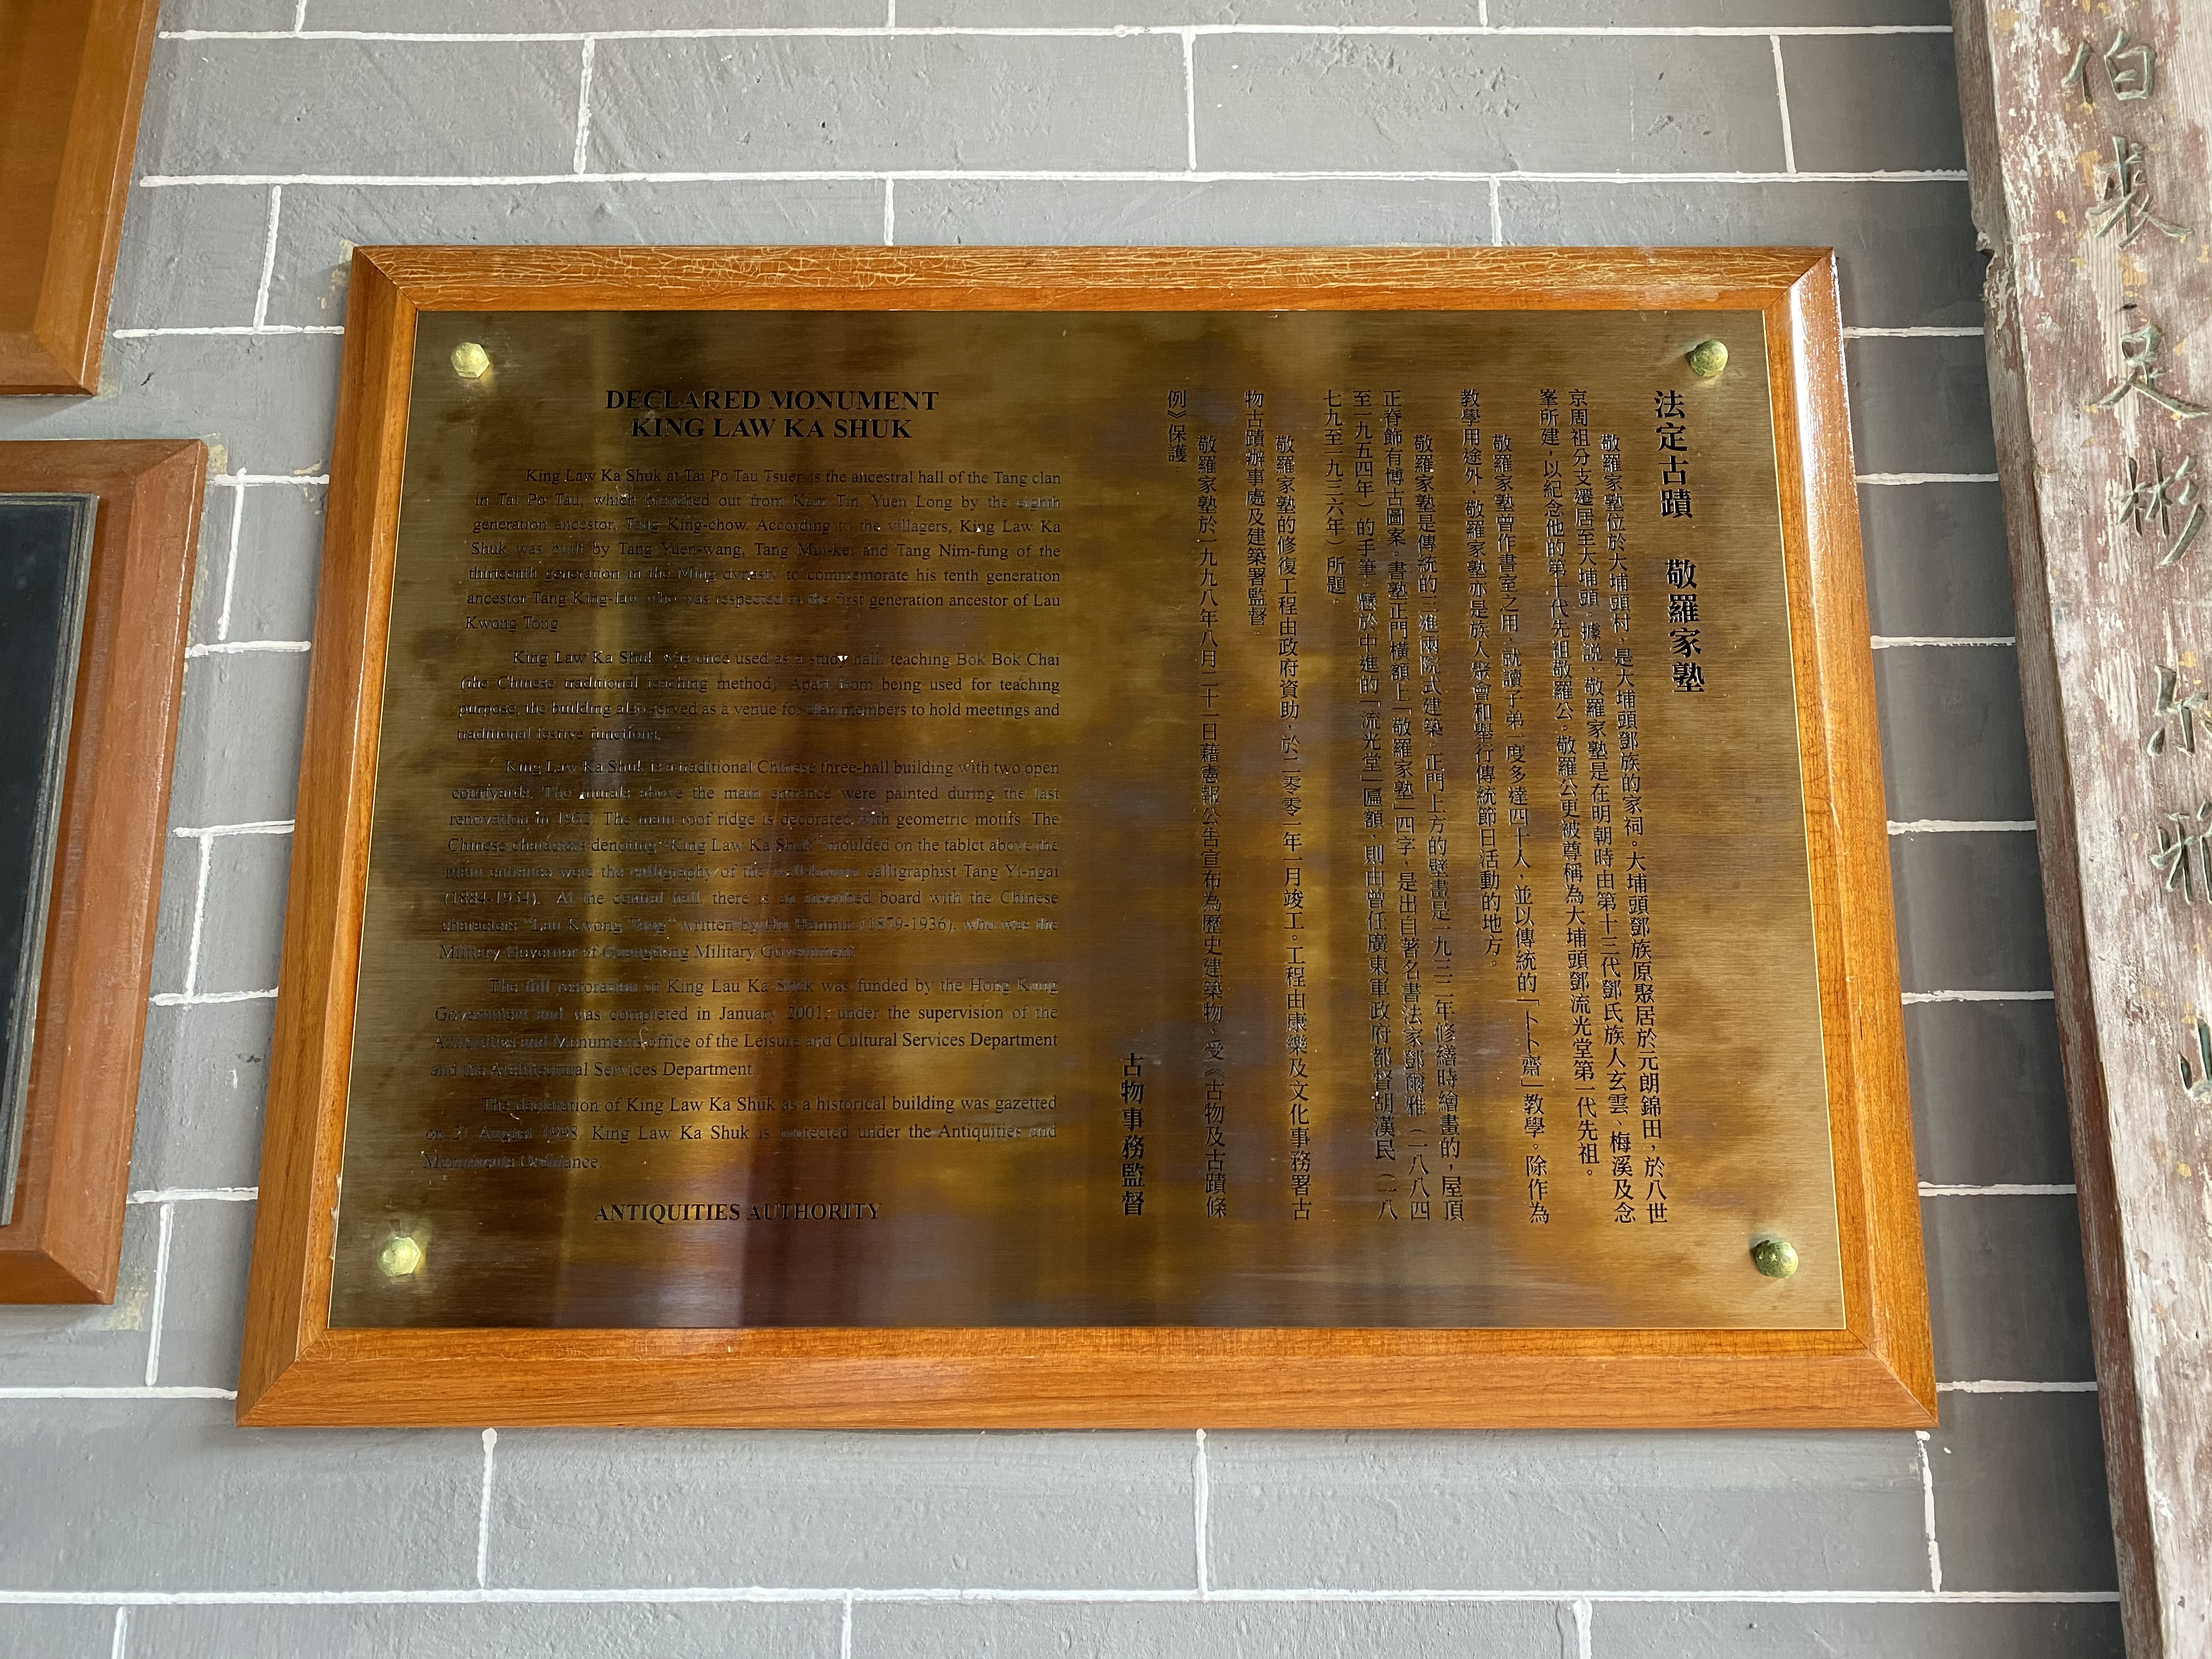 DECLARED MONUMENT
KING LAW KA SHUK
King Law Ka Shuk at Tai Po Tau Tsuen is the ancestral hall of the Tang clan
in Tai Po Tau, which branched out from Kam Tin, Yuen Long by the eighth
generation ancestor, Tang King-chow. According to the villagers, King Law Ka
Shuk was built by Tang Yuen-wang, Tang Mui-kei and Tang Nim-fung of the
thirteenth generation in the Ming dynasty to commemorate his tenth generation
ancestor Tang King-law who was respected as the first generation ancestor of Lau
Kwong Tong.
King Law Ka Shuk was once used as a study hall, teaching Bok Bok Chai
(the Chinese traditional teaching method). Apart from being used for teaching
purpose, the building also served as a venue for clan members to hold meetings and
traditional festive functions.
King Law Ka Shuk is a traditional Chinese three-hall building with two open
courtyards. The murals above the main entrance were painted during the last
renovation in 1932. The main roof ridge is decorated with geometric motifs. The
Chinese characters denoting "King Law Ka Shuk" moulded on the tablet above the
main entrance were the calligraphy of the well-known calligraphist Tang Yi-ngai
(1884-1954). At the central hall, there is an inscribed board with the Chinese
characters "Lau Kwong Tong" written by Hu Hanmin (1879-1936), who was the
Military Governor of Guangdong Military Government.
The full restoration of King Lau Ka Shuk was funded by the Hong Kong
Government and was completed in January 2001, under the supervision of the
Antiquities and Monuments office of the Leisure and Cultural Services Department
and the Architectural Services Department.
The declaration of King Law Ka Shuk as a historical building was gazetted
on 21 August 1998. King Law Ka Shuk is protected under the Antiquities and
Monuments Ordinance.
ANTIQUITIES AUTHORITY
法定古蹟 敬羅家塾
敬羅家塾位於大埔頭村，是大埔頭鄧族的家祠。大埔頭鄧族原聚居於元朗錦田，於八世
京周祖分支遷居至大埔頭。據說，敬羅家塾是在明朝時由第十三代鄧氏族人玄雲、梅溪及念
峯所建，以紀念他的第十代先祖敬羅公。敬羅公更被尊稱為大埔頭鄧流光堂第一代先祖。
敬羅家塾曾作書室之用，就讀子弟一度多達四十人，並以傳統的「卜卜齋」教學。除作為
教學用途外，敬羅家塾亦是族人聚會和舉行傳統節日活動的地方。
敬羅家塾是傳統的三進兩院式建築。正門上方的壁畫是一九三二年修繕時繪畫的，屋頂
正脊飾有博古圖案。書塾正門橫額上「敬羅家塾」四字，是出自著名書法家鄧爾雅（一八八四
至一九五四年）的手筆。懸於中進的「流光堂」匾額，則由曾任廣東軍政府都督胡漢民（一八
七九至一九三六年）所題。
敬羅家塾的修復工程由政府資助，於二零零一年一月竣工。工程由康樂及文化事務署古
物古蹟辦事處及建築署監督。
敬羅家塾於一九九八年八月二十一日藉憲報公告宣布為歷史建築物，受《古物及古蹟條
例》保護。
古物事務監督
足彬